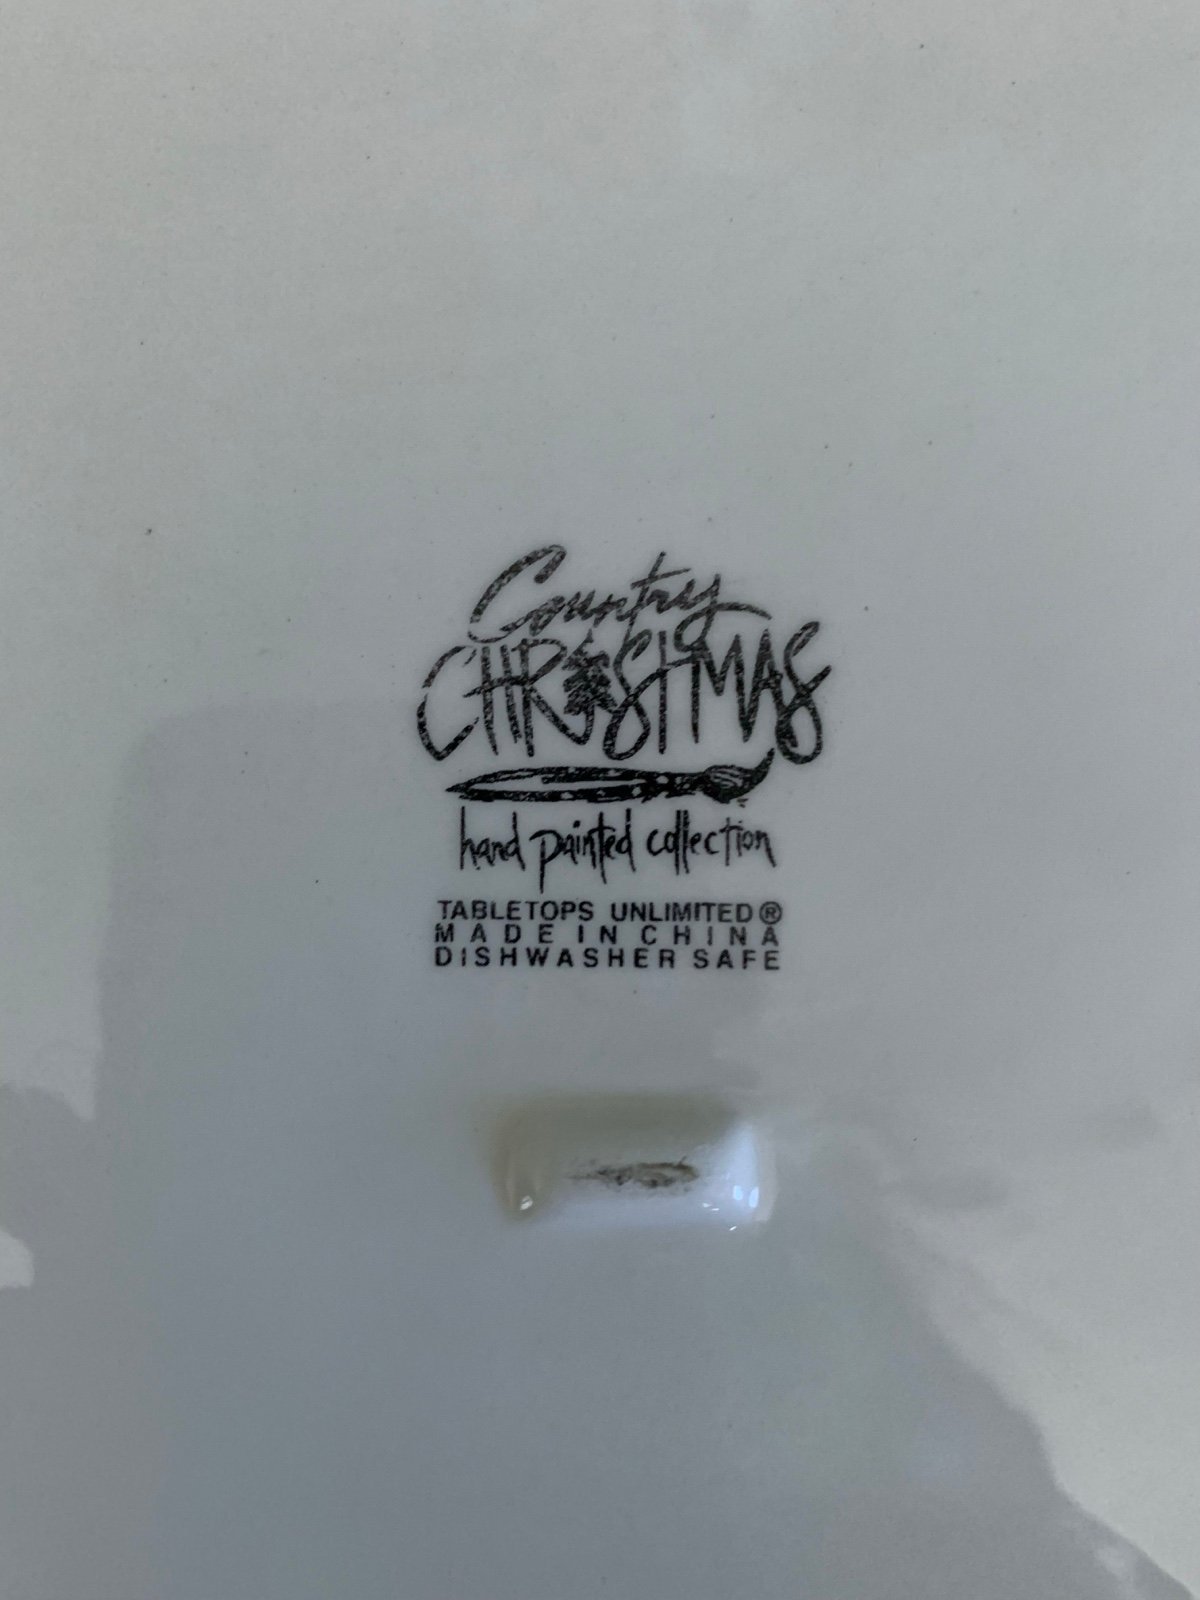 Country
CHRISTMAS
hand painted collection
TABLETOPS UNLIMITED®
MADE IN CHINA
DISHWASHER SAFE